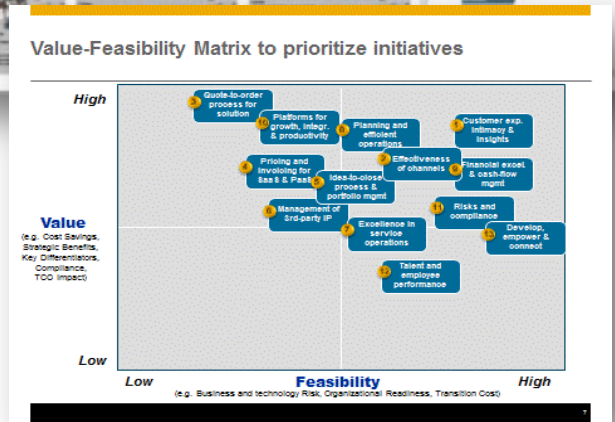 Value-Feasibility Matrix to prioritize initiatives
High
3
Quote-to-order
process for
solution
10
Platforms for
growth, integr.
& productivity
Planning and
efficient
operations
1
Customer exp.
intimacy &
insights
4
Pricing and
invoicing for
SaaS & PaaS
5
Idea-to-close
process &
portfolio mgmt
2
Effectiveness
of channels
9
Financial excel.
& cash-flow
mgmt
Management of
3rd-party IP
7
Excellence in
service
operations
11
Risks and
compliance
Develop,
empower &
connect
12
Talent and
employee
performance
Value
(e.g. Cost Savings,
Strategic Benefits,
Key Differentiators,
Compliance,
TCO Impact)
Low
Low
Feasibility
High
(e.g. Business and technology Risk, Organizational Readiness, Transition Cost)
7